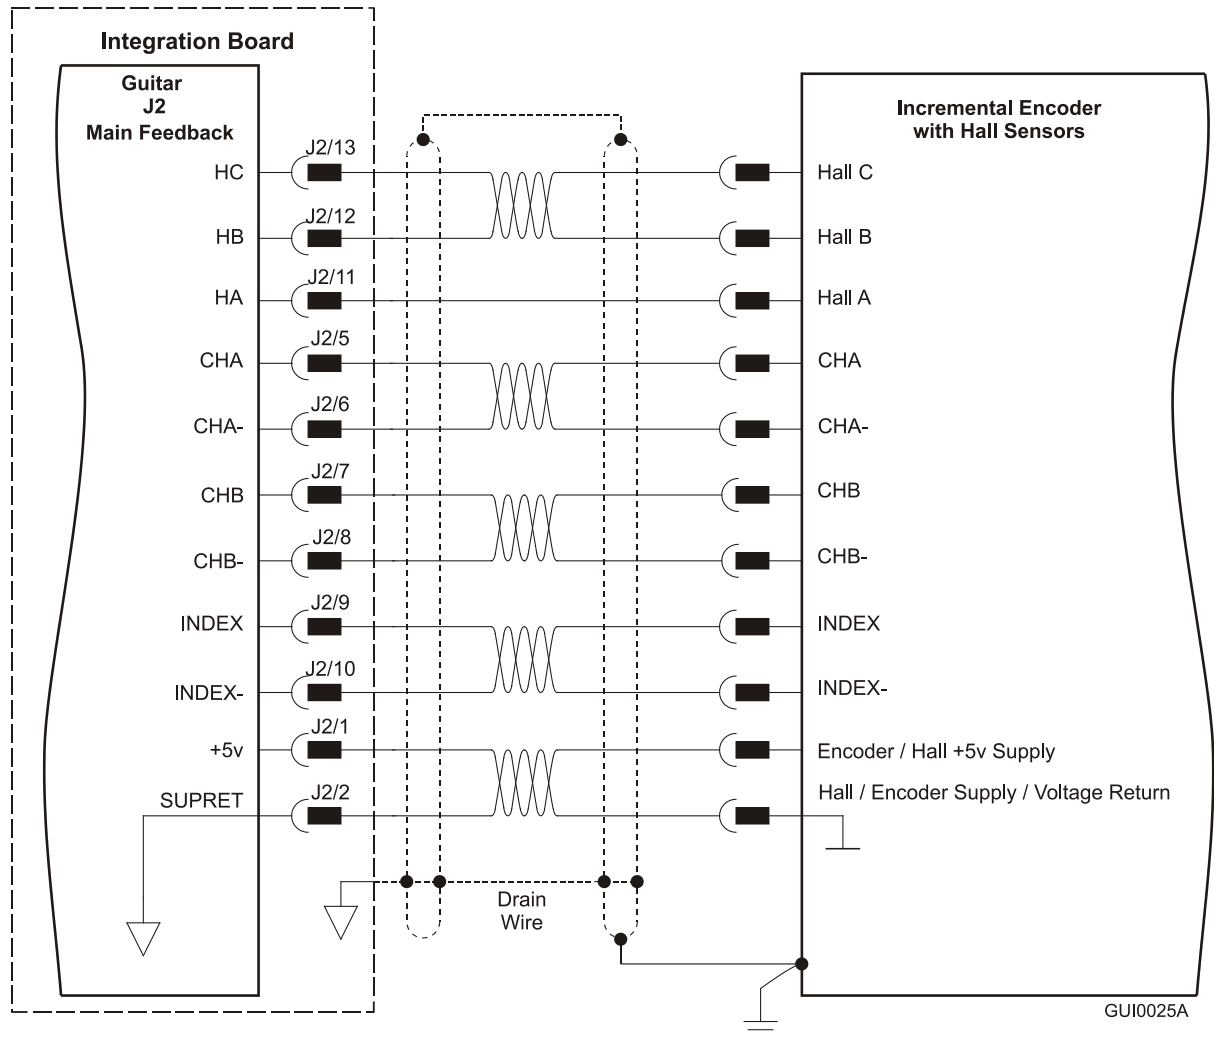 Integration Board
Guitar
J2
Main Feedback
Incremental Encoder
with Hall Sensors
HC
J2/13
Hall C
HB
J2/12
Hall B
HA
J2/11
Hall A
CHA
J2/5
CHA
CHA-
J2/6
CHA-
CHB
J2/7
CHB
CHB-
J2/8
CHB-
INDEX
J2/9
INDEX
INDEX-
J2/10
INDEX-
+5v
J2/1
Encoder / Hall +5v Supply
SUPRET
J2/2
Hall / Encoder Supply / Voltage Return
Drain
Wire
GUI0025A